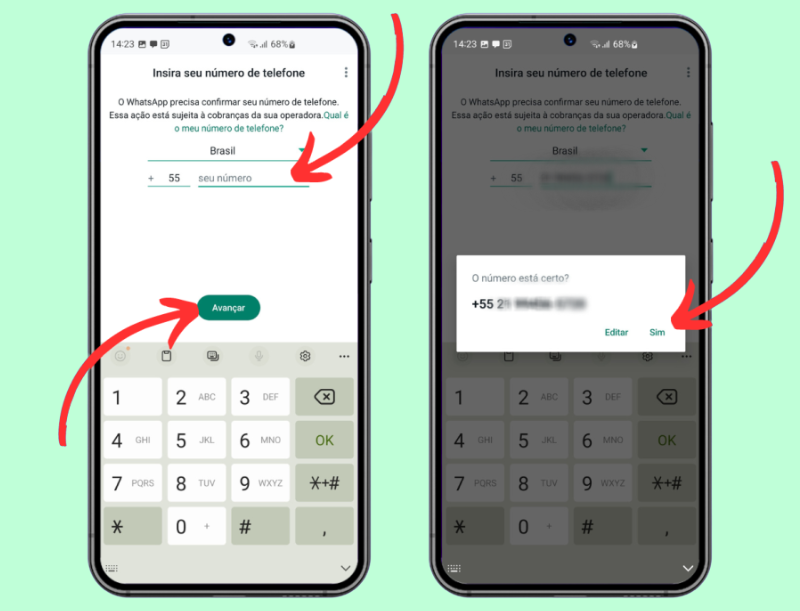 14:23
68%
Insira seu número de telefone
O WhatsApp precisa confirmar seu número de telefone.
Essa ação está sujeita à cobranças da sua operadora.Qual é
o meu número de telefone?
Brasil
+ 55 seu número
Avançar
1
2 ABC
3 DEF
4 GHI
5 JKL
6 MNO
OK
7 PQRS
8 TUV
9 WXYZ
*+#
*
0 +
#
,
14:23
68%
Insira seu número de telefone
O WhatsApp precisa confirmar seu número de telefone.
Essa ação está sujeita à cobranças da sua operadora.Qual é
o meu número de telefone?
Brasil
+ 55
O número está certo?
+55
Editar Sim
1
2 ABC
3 DEF
4 GHI
5 JKL
6 MNO
OK
7 PQRS
8 TUV
9 WXYZ
*+#
*
0 +
#
,